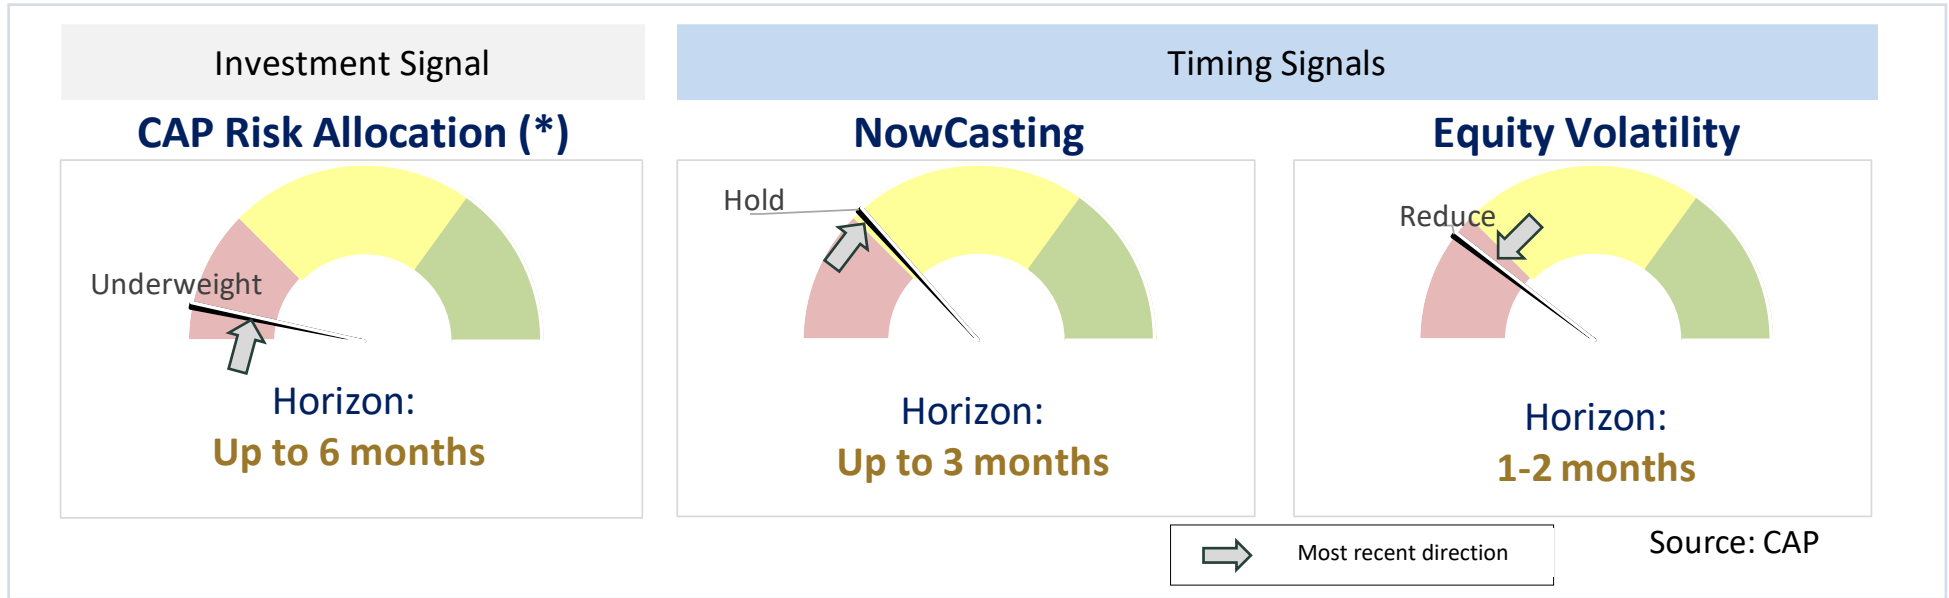 Investment Signal
Timing Signals
CAP Risk Allocation (*)
NowCasting
Equity Volatility
Underweight
Hold
Reduce
Horizon:
Up to 6 months
Horizon:
Up to 3 months
Horizon:
1-2 months
Most recent direction
Source: CAP